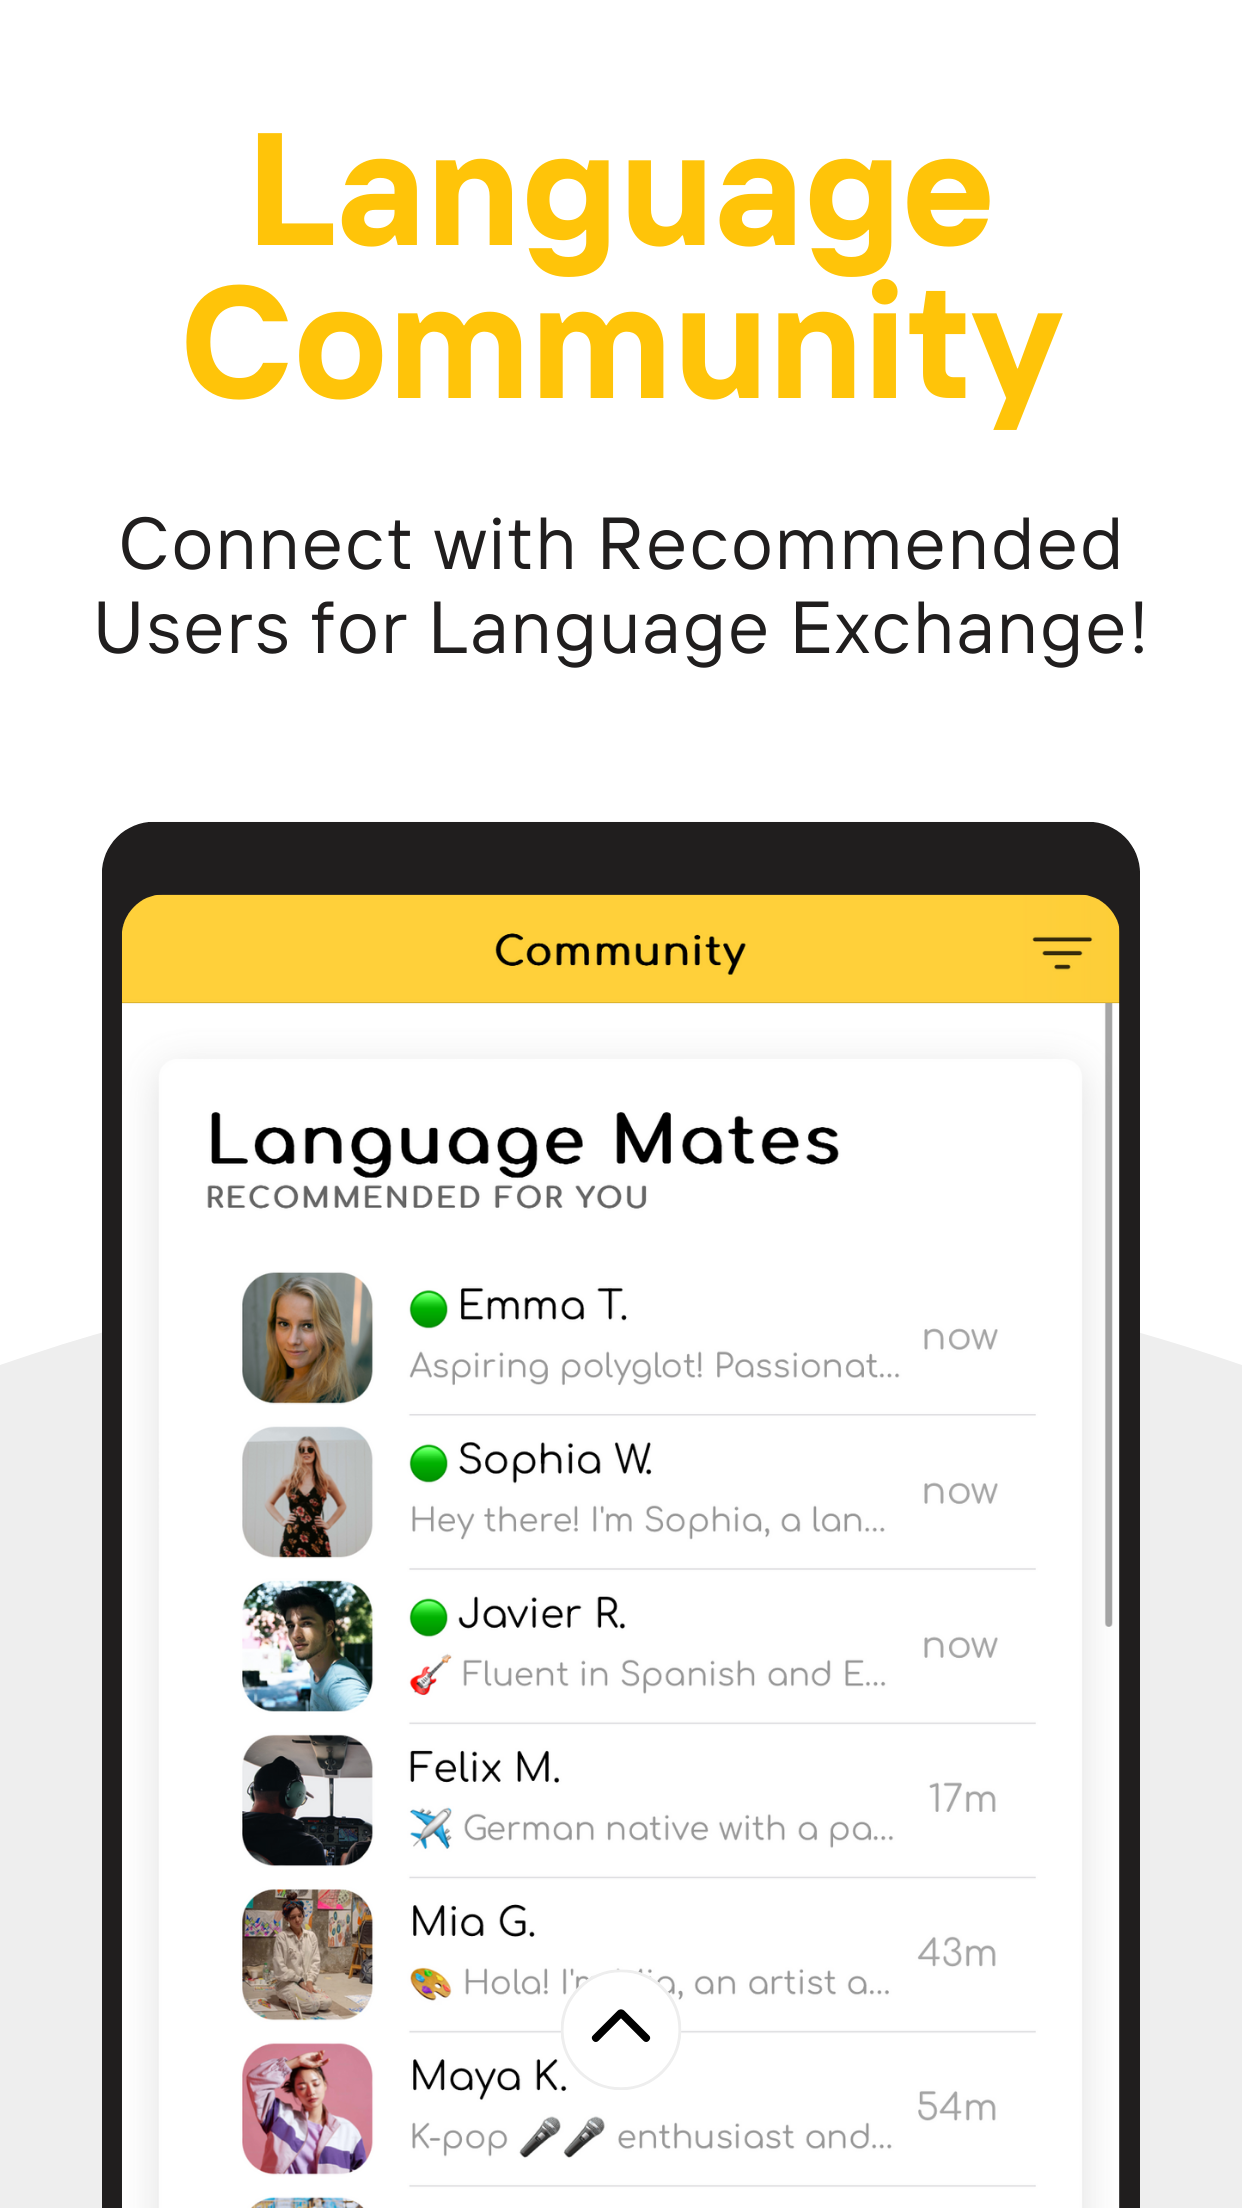 Language
Community
Connect with Recommended
Users for Language Exchange!
Community
Language Mates
RECOMMENDED FOR YOU
🟢 Emma T.
now
Aspiring polyglot! Passionat...
🟢 Sophia W.
now
Hey there! I'm Sophia, a lan...
🟢 Javier R.
now
🎸 Fluent in Spanish and E...
Felix M.
17m
✈️ German native with a pa...
Mia G.
43m
🎨 Hola! an artist a...
Maya K.
54m
K-pop 🎤🎤 enthusiast and...